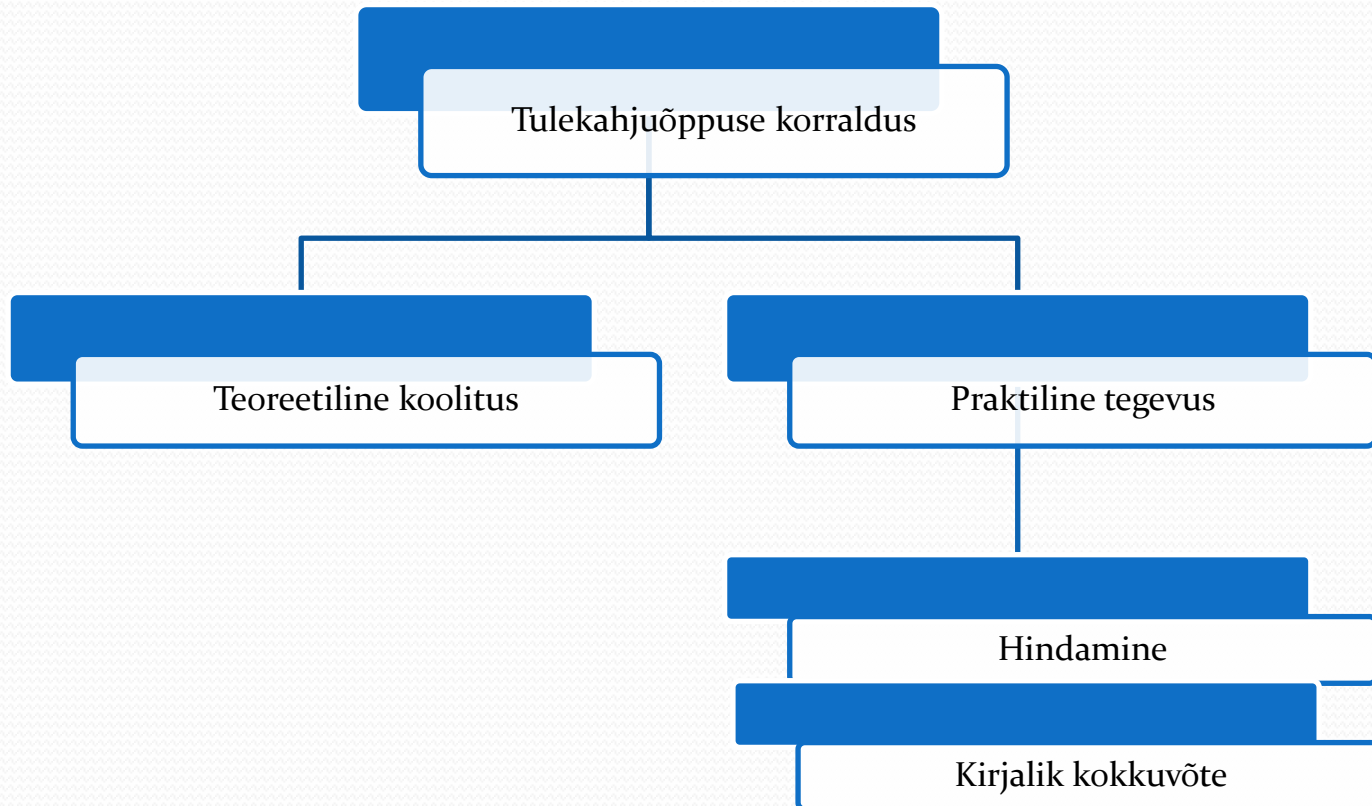 Tulekahjuõppuse korraldus
Teoreetiline koolitus
Praktiline tegevus
Hindamine
Kirjalik kokkuvõte